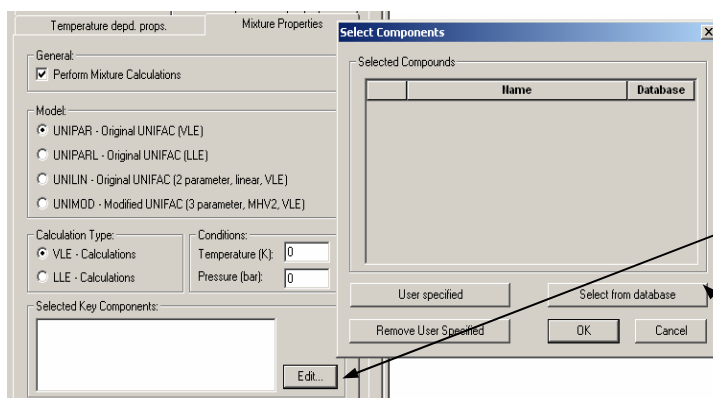 Temperature depd. props.
Mixture Properties
General:
Perform Mixture Calculations
Model:
UNIPAR - Original UNIFAC (VLE)
UNIPARL - Original UNIFAC (LLE)
UNILIN - Original UNIFAC (2 parameter, linear, VLE)
UNIMOD - Modified UNIFAC (3 parameter, MHV2, VLE)
Calculation Type:
VLE - Calculations
LLE - Calculations
Conditions:
Temperature (K): 0
Pressure (bar): 0
Selected Key Components:
Edit...
Select Components
Selected Compounds
Name Database
User specified Select from database
Remove User Specified OK Cancel